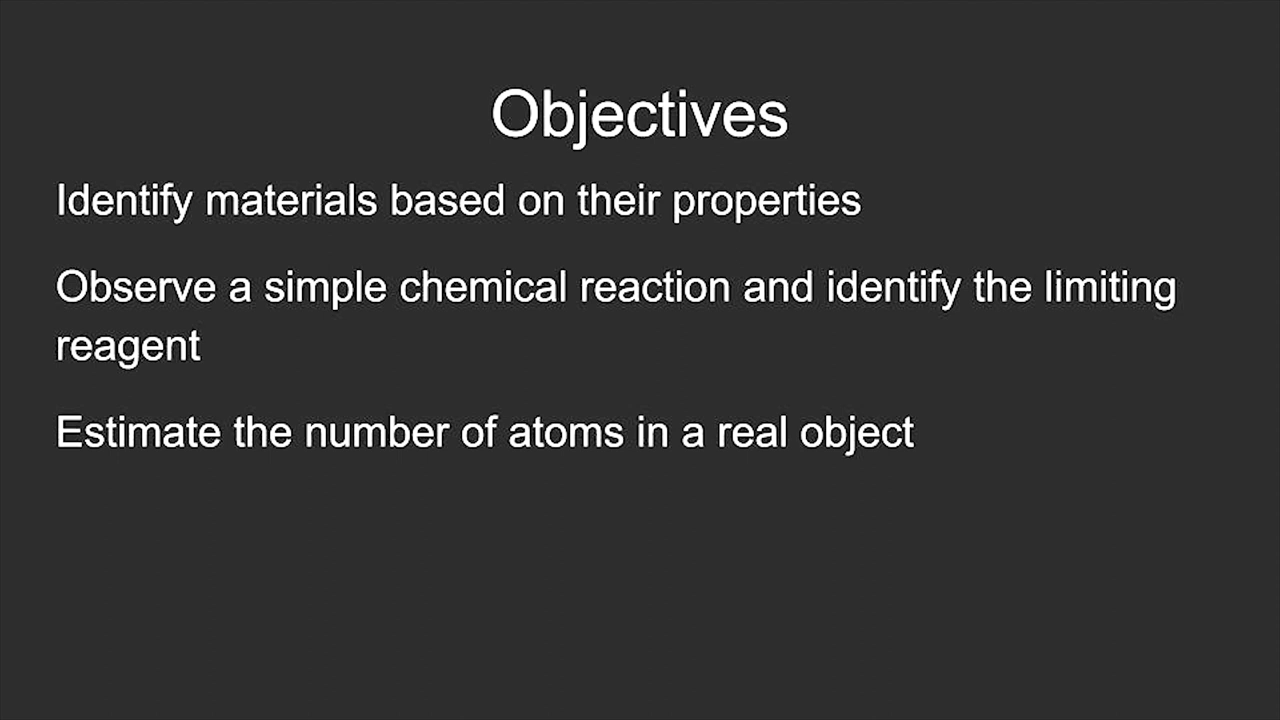 Objectives
Identify materials based on their properties
Observe a simple chemical reaction and identify the limiting
reagent
Estimate the number of atoms in a real object